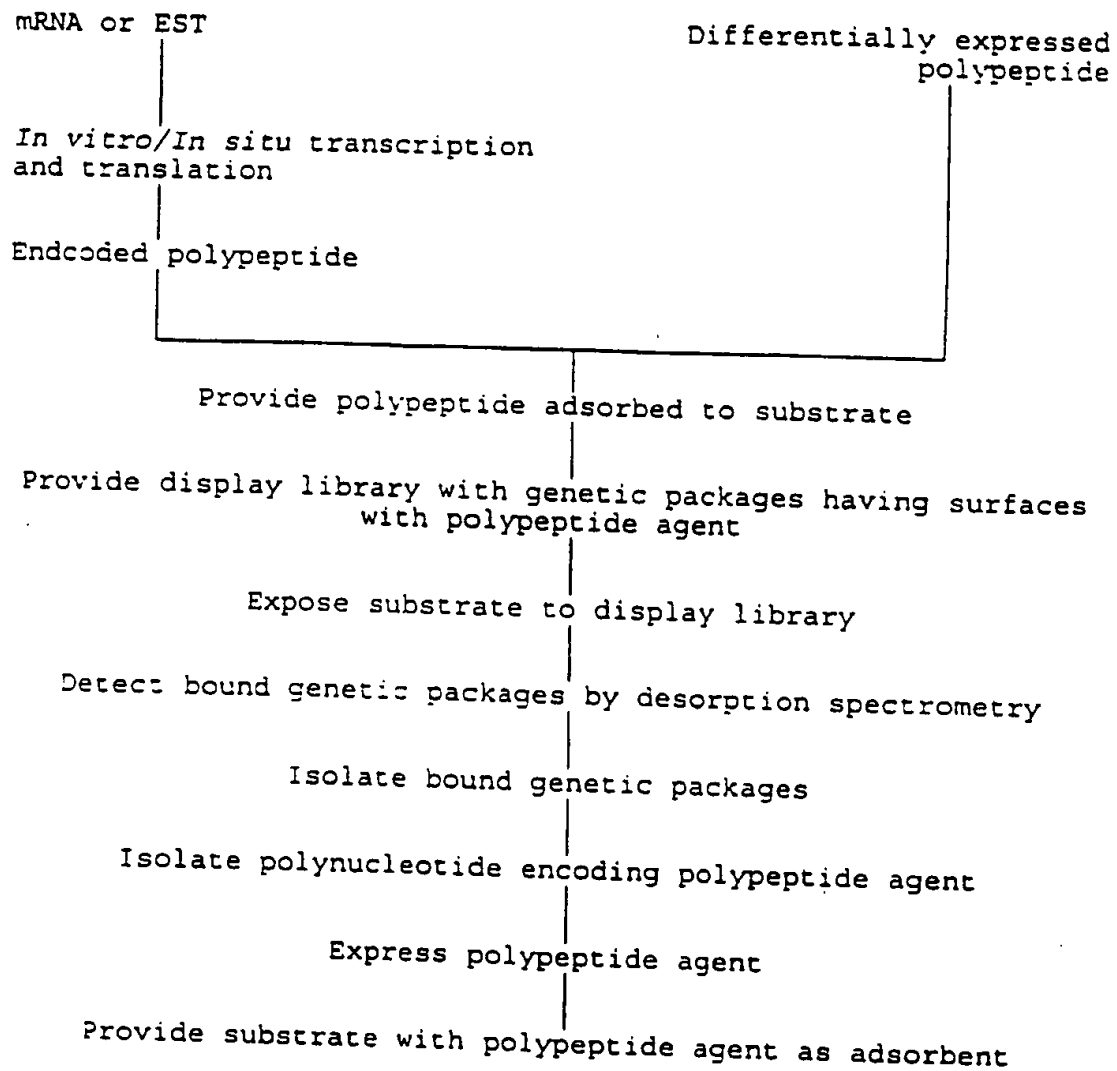 mRNA or EST
Differentially expressed
polypeptide
In vitro/In situ transcription
and translation
Endcoded polypeptide
Provide polypeptide adsorbed to substrate
Provide display library with genetic packages having surfaces
with polypeptide agent
Expose substrate to display library
Detect bound genetic packages by desorption spectrometry
Isolate bound genetic packages
Isolate polynucleotide encoding polypeptide agent
Express polypeptide agent
Provide substrate with polypeptide agent as adsorbent